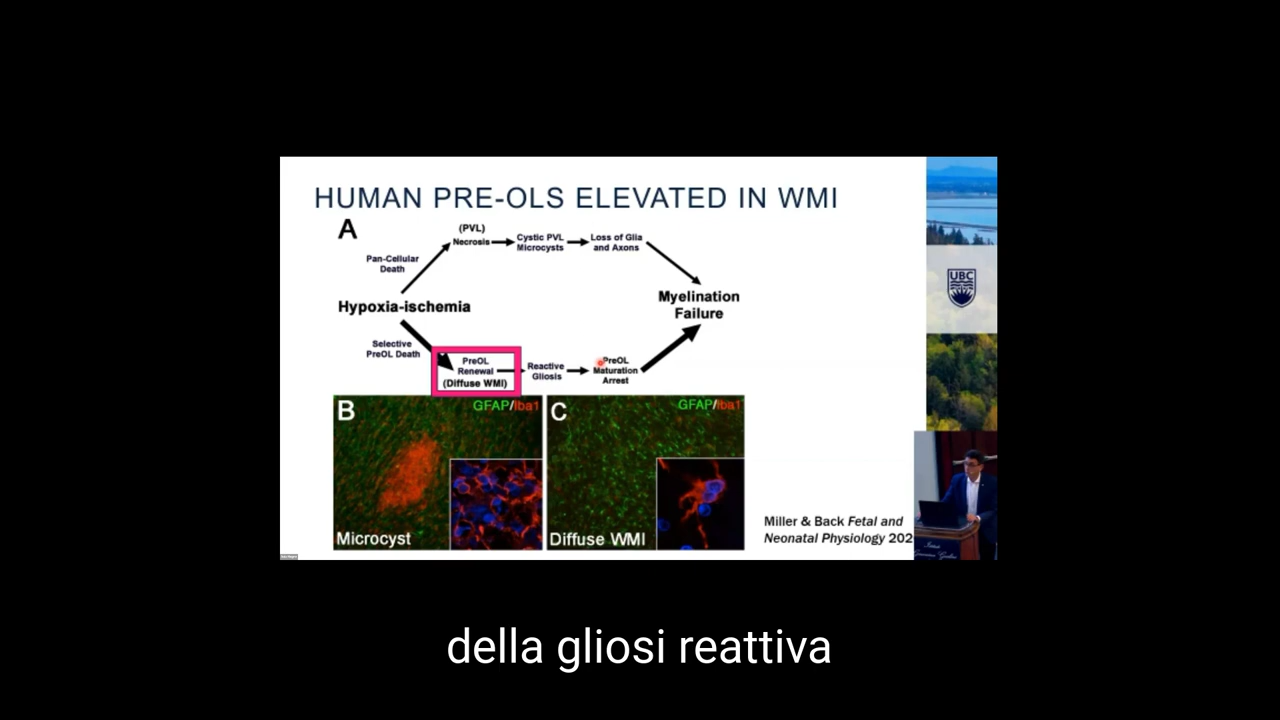 HUMAN PRE-OLS ELEVATED IN WMI
A
(PVL)
Necrosis
Cystic PVL
Microcysts
Loss of Glia
and Axons
Pan-Cellular
Death
Hypoxia-ischemia
Myelination
Failure
Selective
PreOL Death
PreOL
Renewal
(Diffuse WMI)
Reactive
Gliosis
PreOL
Maturation
Arrest
B
GFAP/Iba1
Microcyst
C
GFAP/Iba1
Diffuse WMI
Miller & Back Fetal and
Neonatal Physiology 202
UBC
della gliosi reattiva